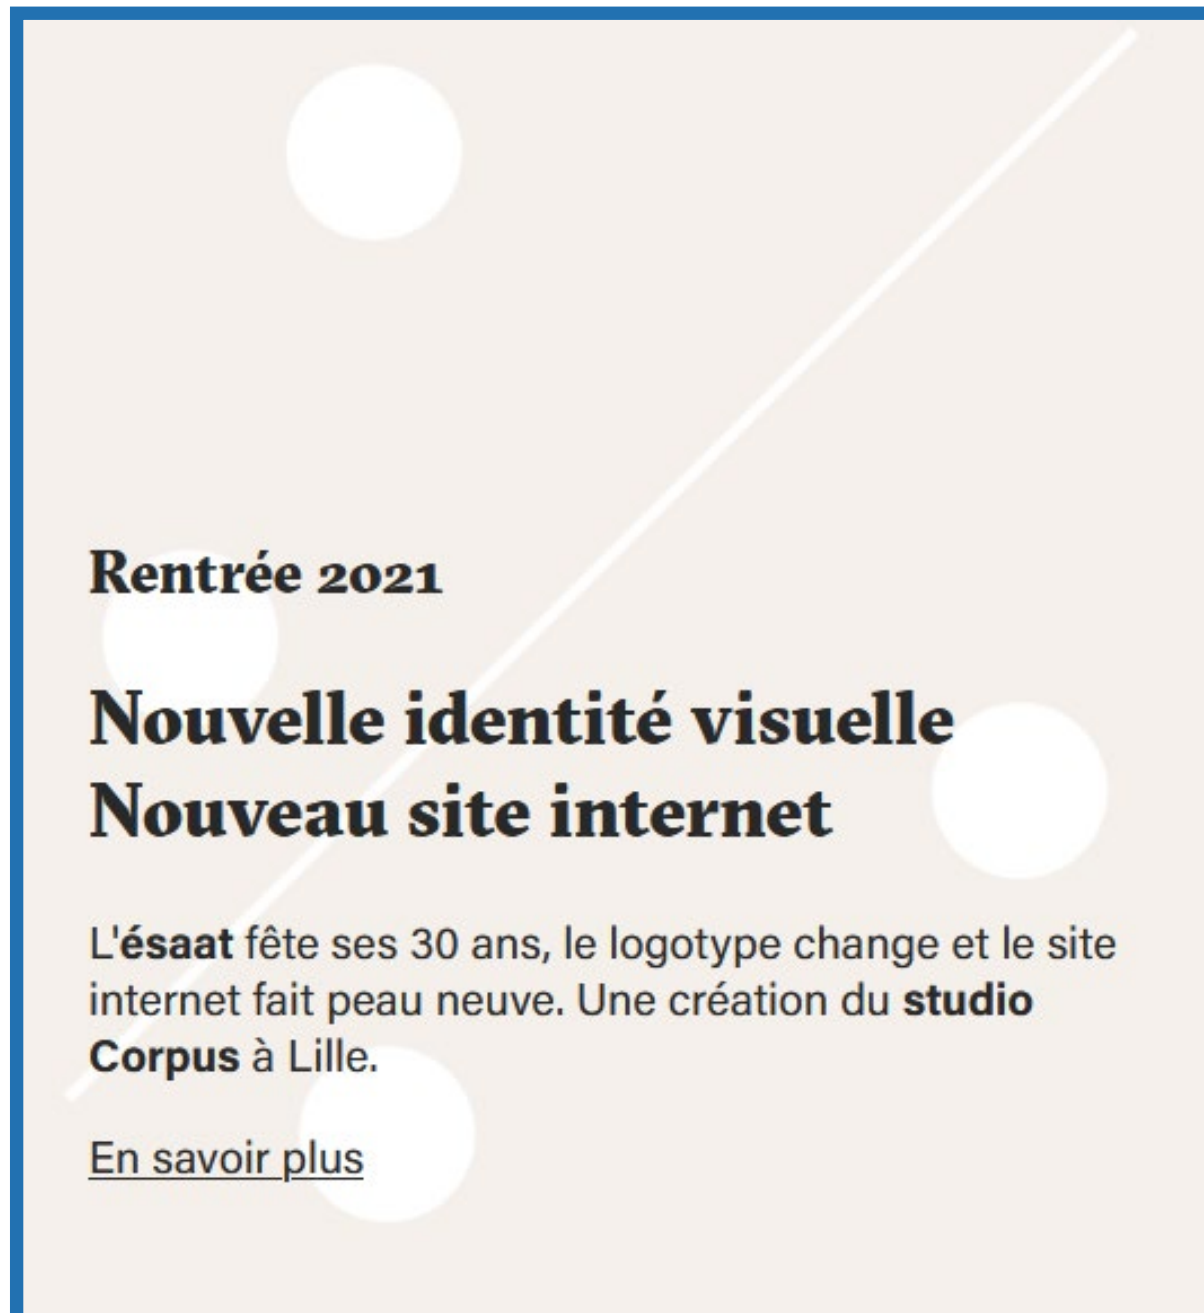 Rentrée 2021
Nouvelle identité visuelle
Nouveau site internet
L'ésaat fête ses 30 ans, le logotype change et le site
internet fait peau neuve. Une création du studio
Corpus à Lille.
En savoir plus